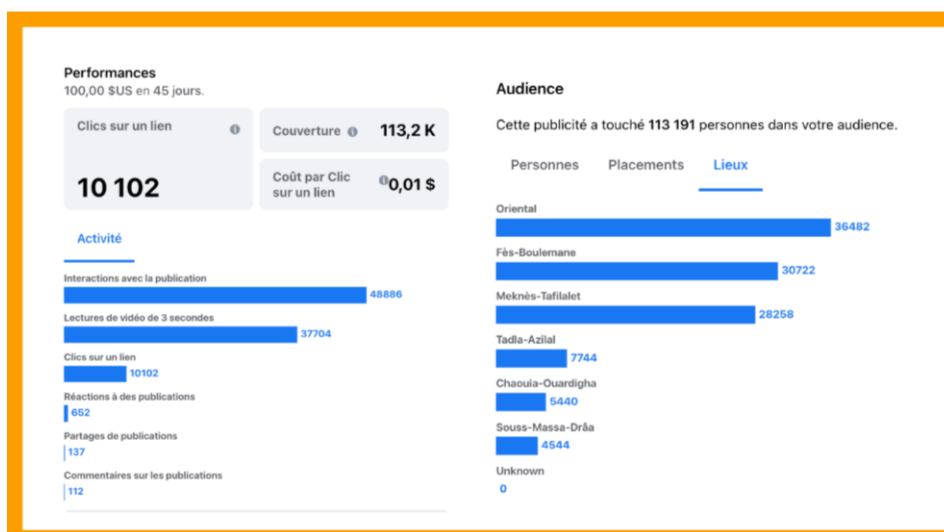 Performances
100,00 $US en 45 jours.
Clics sur un lien
10 102
Couverture 113,2 K
Coût par Clic
sur un lien
0,01 $
Activité
Interactions avec la publication
48886
Lectures de vidéo de 3 secondes
37704
Clics sur un lien
10102
Réactions à des publications
652
Partages de publications
137
Commentaires sur les publications
112
Audience
Cette publicité a touché 113 191 personnes dans votre audience.
Personnes Placements Lieux
Oriental
36482
Fès-Boulemane
30722
Meknès-Tafilalet
28258
Tadla-Azilal
7744
Chaouia-Ouardigha
5440
Souss-Massa-Drâa
4544
Unknown
0